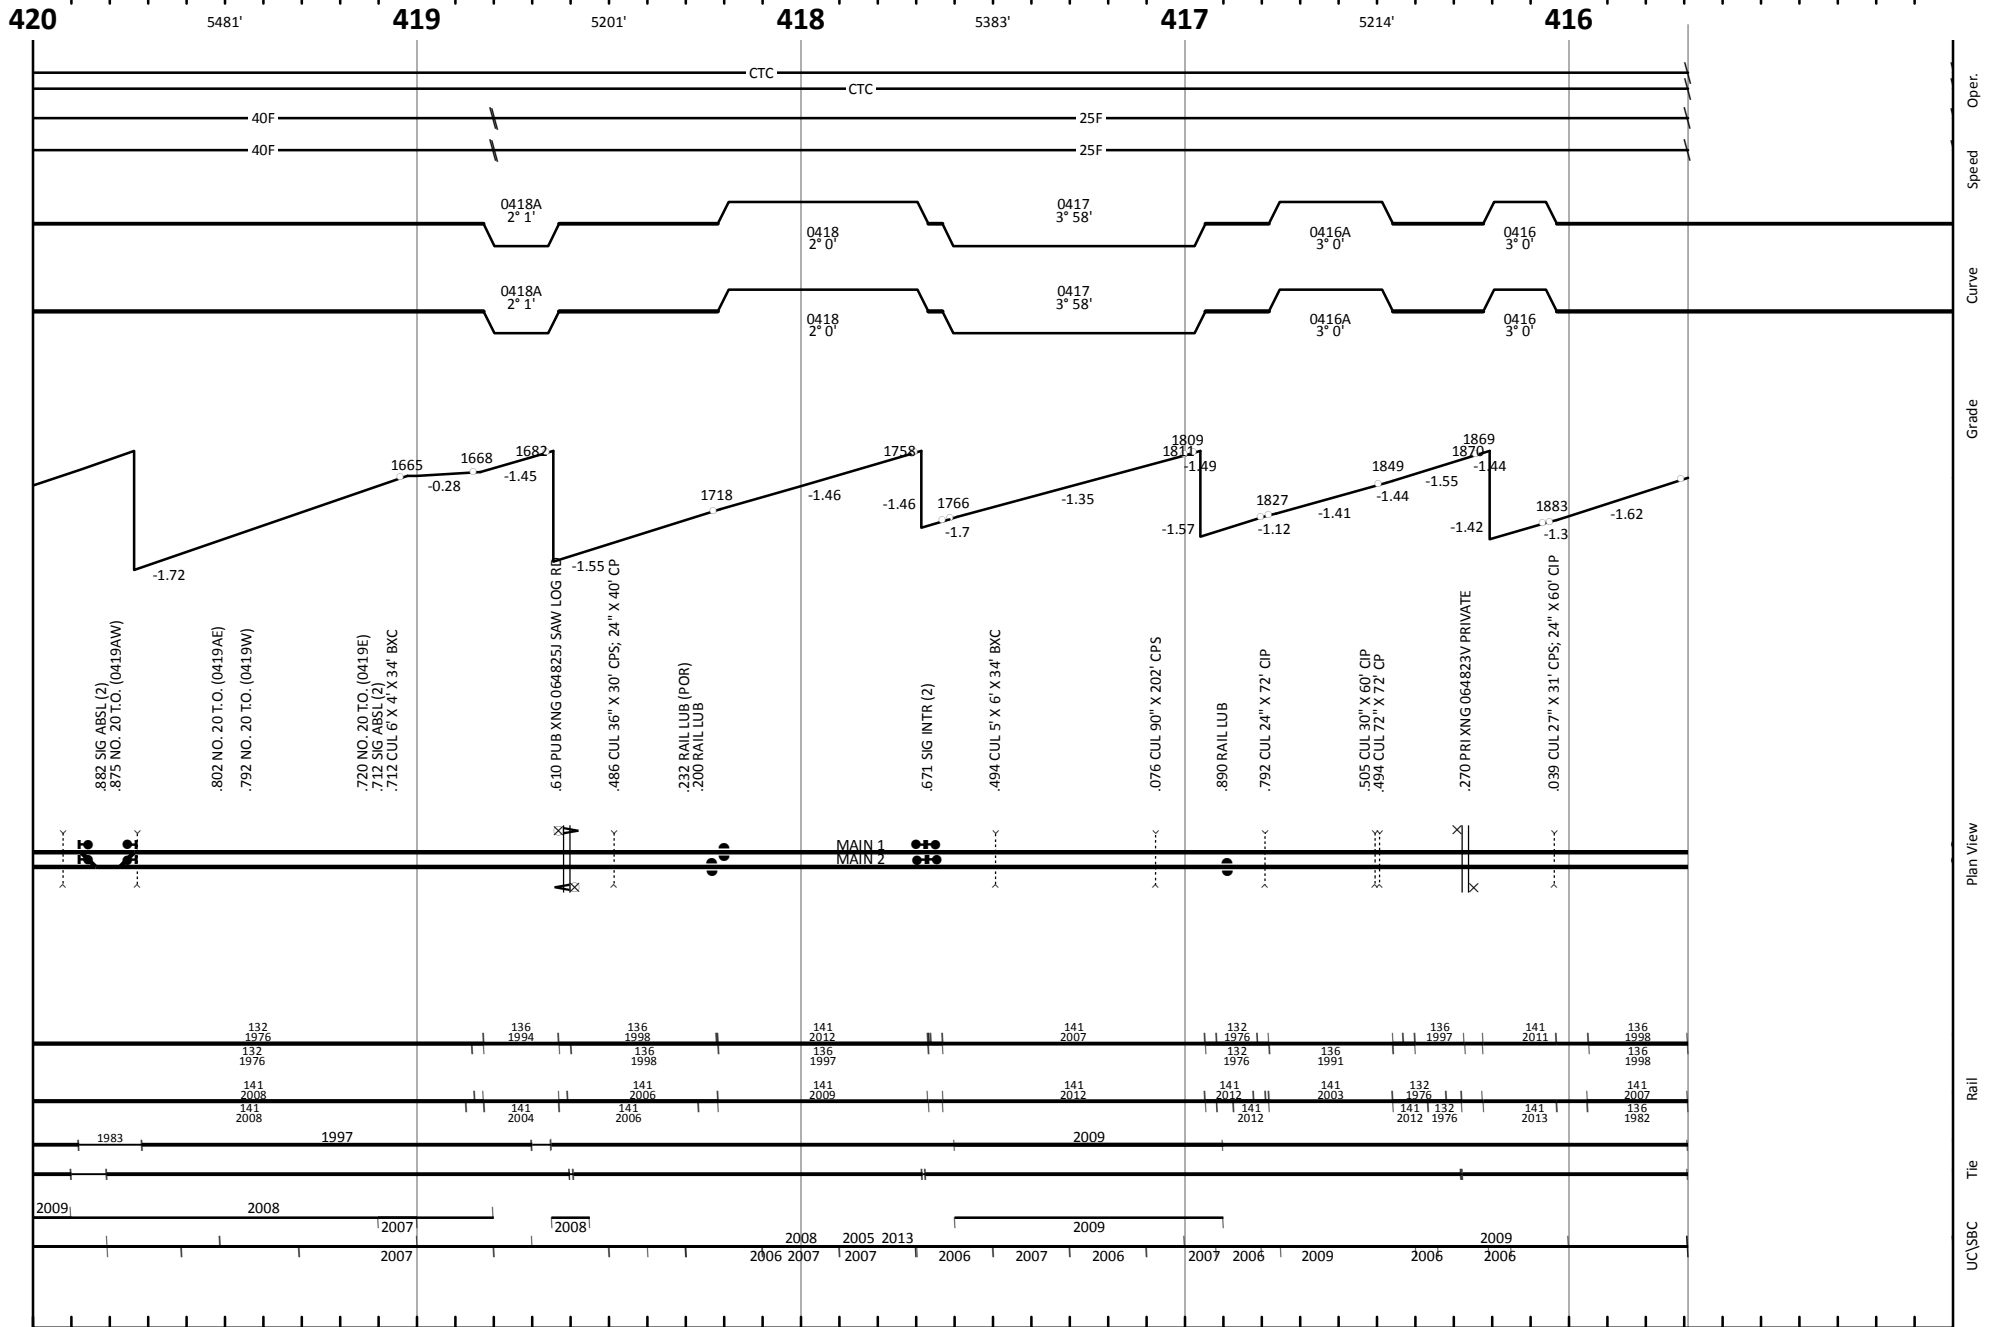 420 5481' 419 5201' 418 5383' 417 5214' 416
CTC
CTC
Oper.
40F 25F
40F 25F
Speed
0418A 0417
2° 1' 3° 58'
0418 0416A 0416
2° 0' 3° 0' 3° 0'
0418A 0417
2° 1' 3° 58'
0418 0416A 0416
2° 0' 3° 0' 3° 0'
Curve
Grade
1665 1668 1682 1758 1766 1811 1809 1827 1849 1870 1869 1883
-1.72 -0.28 -1.45 -1.55 -1.46 -1.46 -1.7 -1.35 -1.57 -1.49 -1.12 -1.41 -1.44 -1.55 -1.42 -1.44 -1.3 -1.62
.882 SIG ABSL (2)
.875 NO. 20 T.O. (0419AW)
.802 NO. 20 T.O. (0419AE)
.792 NO. 20 T.O. (0419W)
.720 NO. 20 T.O. (0419E)
.712 SIG ABSL (2)
.712 CUL 6' X 4' X 34' BXC
.610 PUB XNG 064825J SAW LOG RD
.486 CUL 36" X 30' CPS; 24" X 40' CP
.232 RAIL LUB (POR)
.200 RAIL LUB
.671 SIG INTR (2)
.494 CUL 5' X 6' X 34' BXC
.076 CUL 90" X 202' CPS
.890 RAIL LUB
.792 CUL 24" X 72' CIP
.505 CUL 30" X 60' CIP
.494 CUL 72" X 72' CP
.270 PRI XNG 064823V PRIVATE
.039 CUL 27" X 31' CPS; 24" X 60' CIP
MAIN 1
MAIN 2
Plan View
132 136 136 141 141 132 136 141 136
1976 1994 1998 2012 2007 1976 1997 2011 1998
132 136 136 132 136 136
1976 1998 1997 1976 1991 1998
141 141 141 141 141 141 132 141
2008 2006 2009 2012 2012 2003 1976 2007
141 141 141 141 141 132 141 136
2008 2004 2006 2012 2012 1976 2013 1982
Rail
1983 1997 2009
Tie
2009 2008
2007 2008 2009
2008 2005 2013 2009
2007 2006 2007 2007 2006 2007 2006 2007 2006 2009 2006 2006
UC\SBC